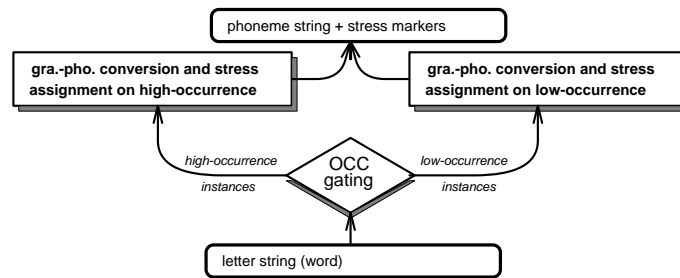 phoneme string + stress markers
gra.-pho. conversion and stress
assignment on high-occurrence
gra.-pho. conversion and stress
assignment on low-occurrence
high-occurrence
instances
OCC
gating
low-occurrence
instances
letter string (word)